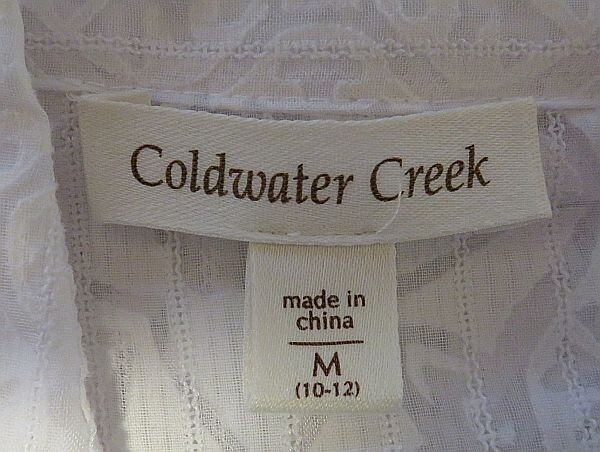 Coldwater Creek
made in
china
M
(10-12)